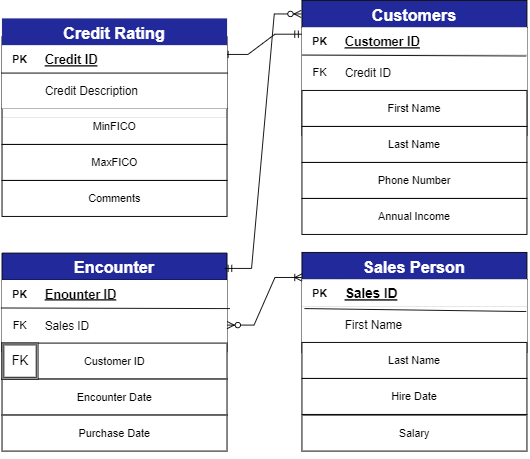 Credit Rating
PK Credit ID
Credit Description
MinFICO
MaxFICO
Comments
Customers
PK Customer ID
FK Credit ID
First Name
Last Name
Phone Number
Annual Income
Encounter
PK Enounter ID
FK Sales ID
FK Customer ID
Encounter Date
Purchase Date
Sales Person
PK Sales ID
First Name
Last Name
Hire Date
Salary